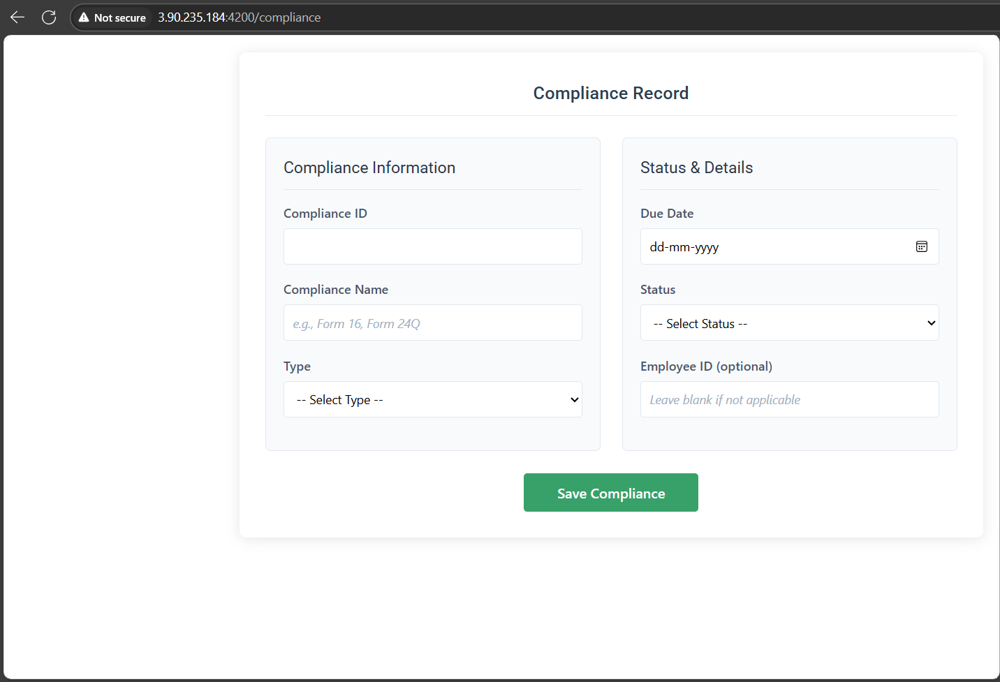 Not secure 3.90.235.184:4200/compliance
Compliance Record
Compliance Information
Compliance ID
Compliance Name
e.g., Form 16, Form 24Q
Type
-- Select Type --
Status & Details
Due Date
dd-mm-yyyy
Status
-- Select Status --
Employee ID (optional)
Leave blank if not applicable
Save Compliance